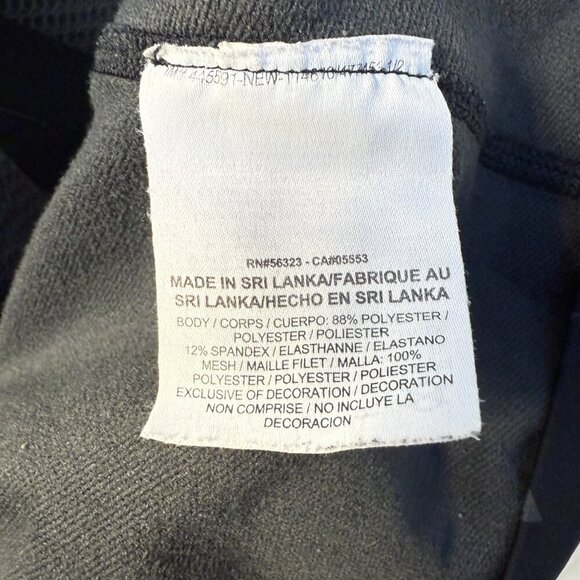 RN#56323 - CA#05553
MADE IN SRI LANKA/FABRIQUE AU
SRI LANKA/HECHO EN SRI LANKA
BODY / CORPS / CUERPO: 88% POLYESTER /
POLYESTER / POLIESTER
12% SPANDEX / ELASTHANNE / ELASTANO
MESH / MAILLE FILET / MALLA: 100%
POLYESTER / POLYESTER / POLIESTER
EXCLUSIVE OF DECORATION / DECORATION
NON COMPRISE / NO INCLUYE LA
DECORACION